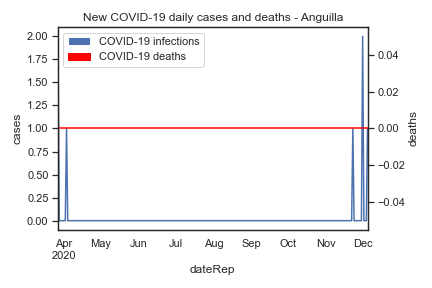 New COVID-19 daily cases and deaths - Anguilla
COVID-19 infections
COVID-19 deaths
cases
2.00
1.75
1.50
1.25
1.00
0.75
0.50
0.25
0.00
deaths
0.04
0.02
0.00
−0.02
−0.04
Apr May Jun Jul Aug Sep Oct Nov Dec
2020
dateRep